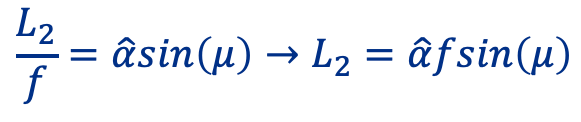 L₂/f = α̂sin(μ) → L₂ = α̂fsin(μ)